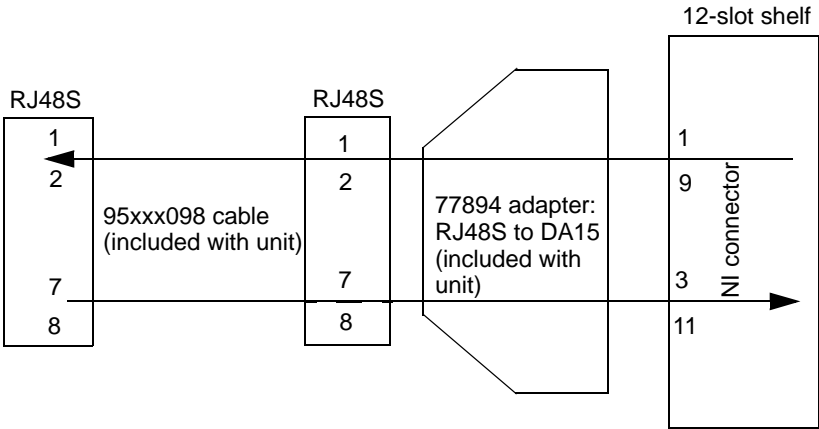 12-slot shelf
RJ48S
RJ48S
1
1
1
2
2
9
95xxx098 cable
(included with unit)
77894 adapter:
RJ48S to DA15
(included with
unit)
NI connector
7
7
3
8
8
11